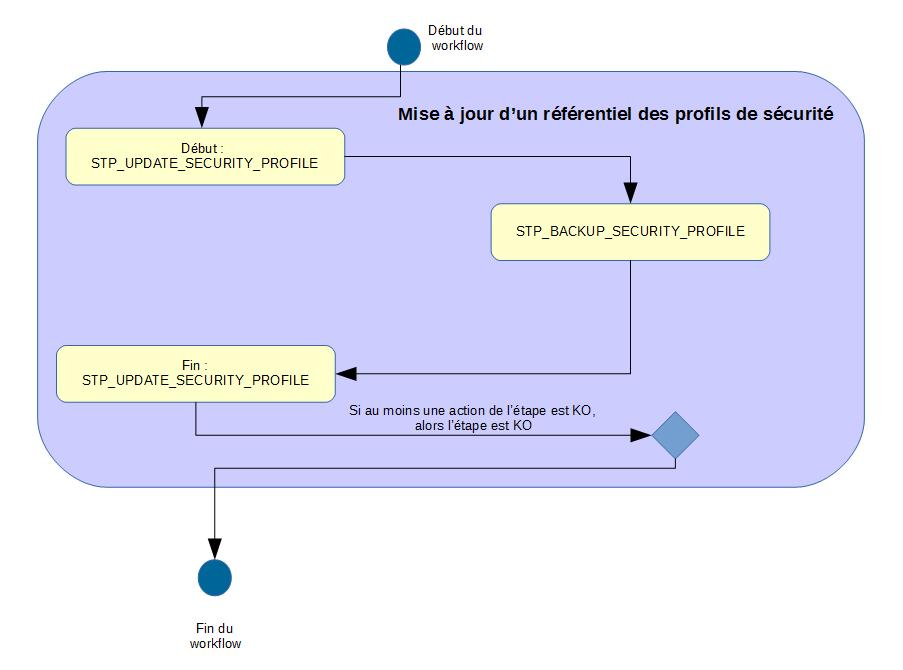 Début du
workflow
Mise à jour d’un référentiel des profils de sécurité
Début :
STP_UPDATE_SECURITY_PROFILE
STP_BACKUP_SECURITY_PROFILE
Fin :
STP_UPDATE_SECURITY_PROFILE
Si au moins une action de l’étape est KO,
alors l’étape est KO
Fin du
workflow